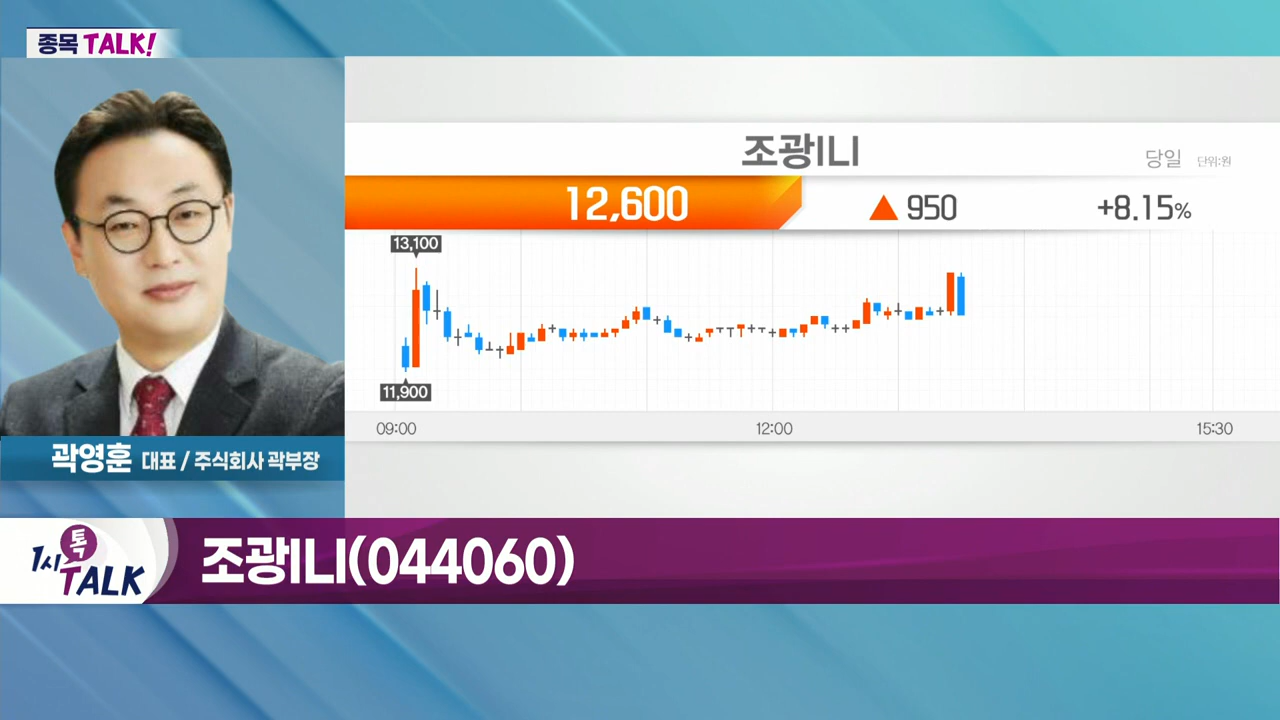 종목 TALK!
조광ILI
당일 단위:원
12,600 ▲ 950 +8.15%
13,100
11,900
09:00 12:00 15:30
곽영훈 대표 / 주식회사 곽부장
1시 톡 TALK
조광ILI(044060)